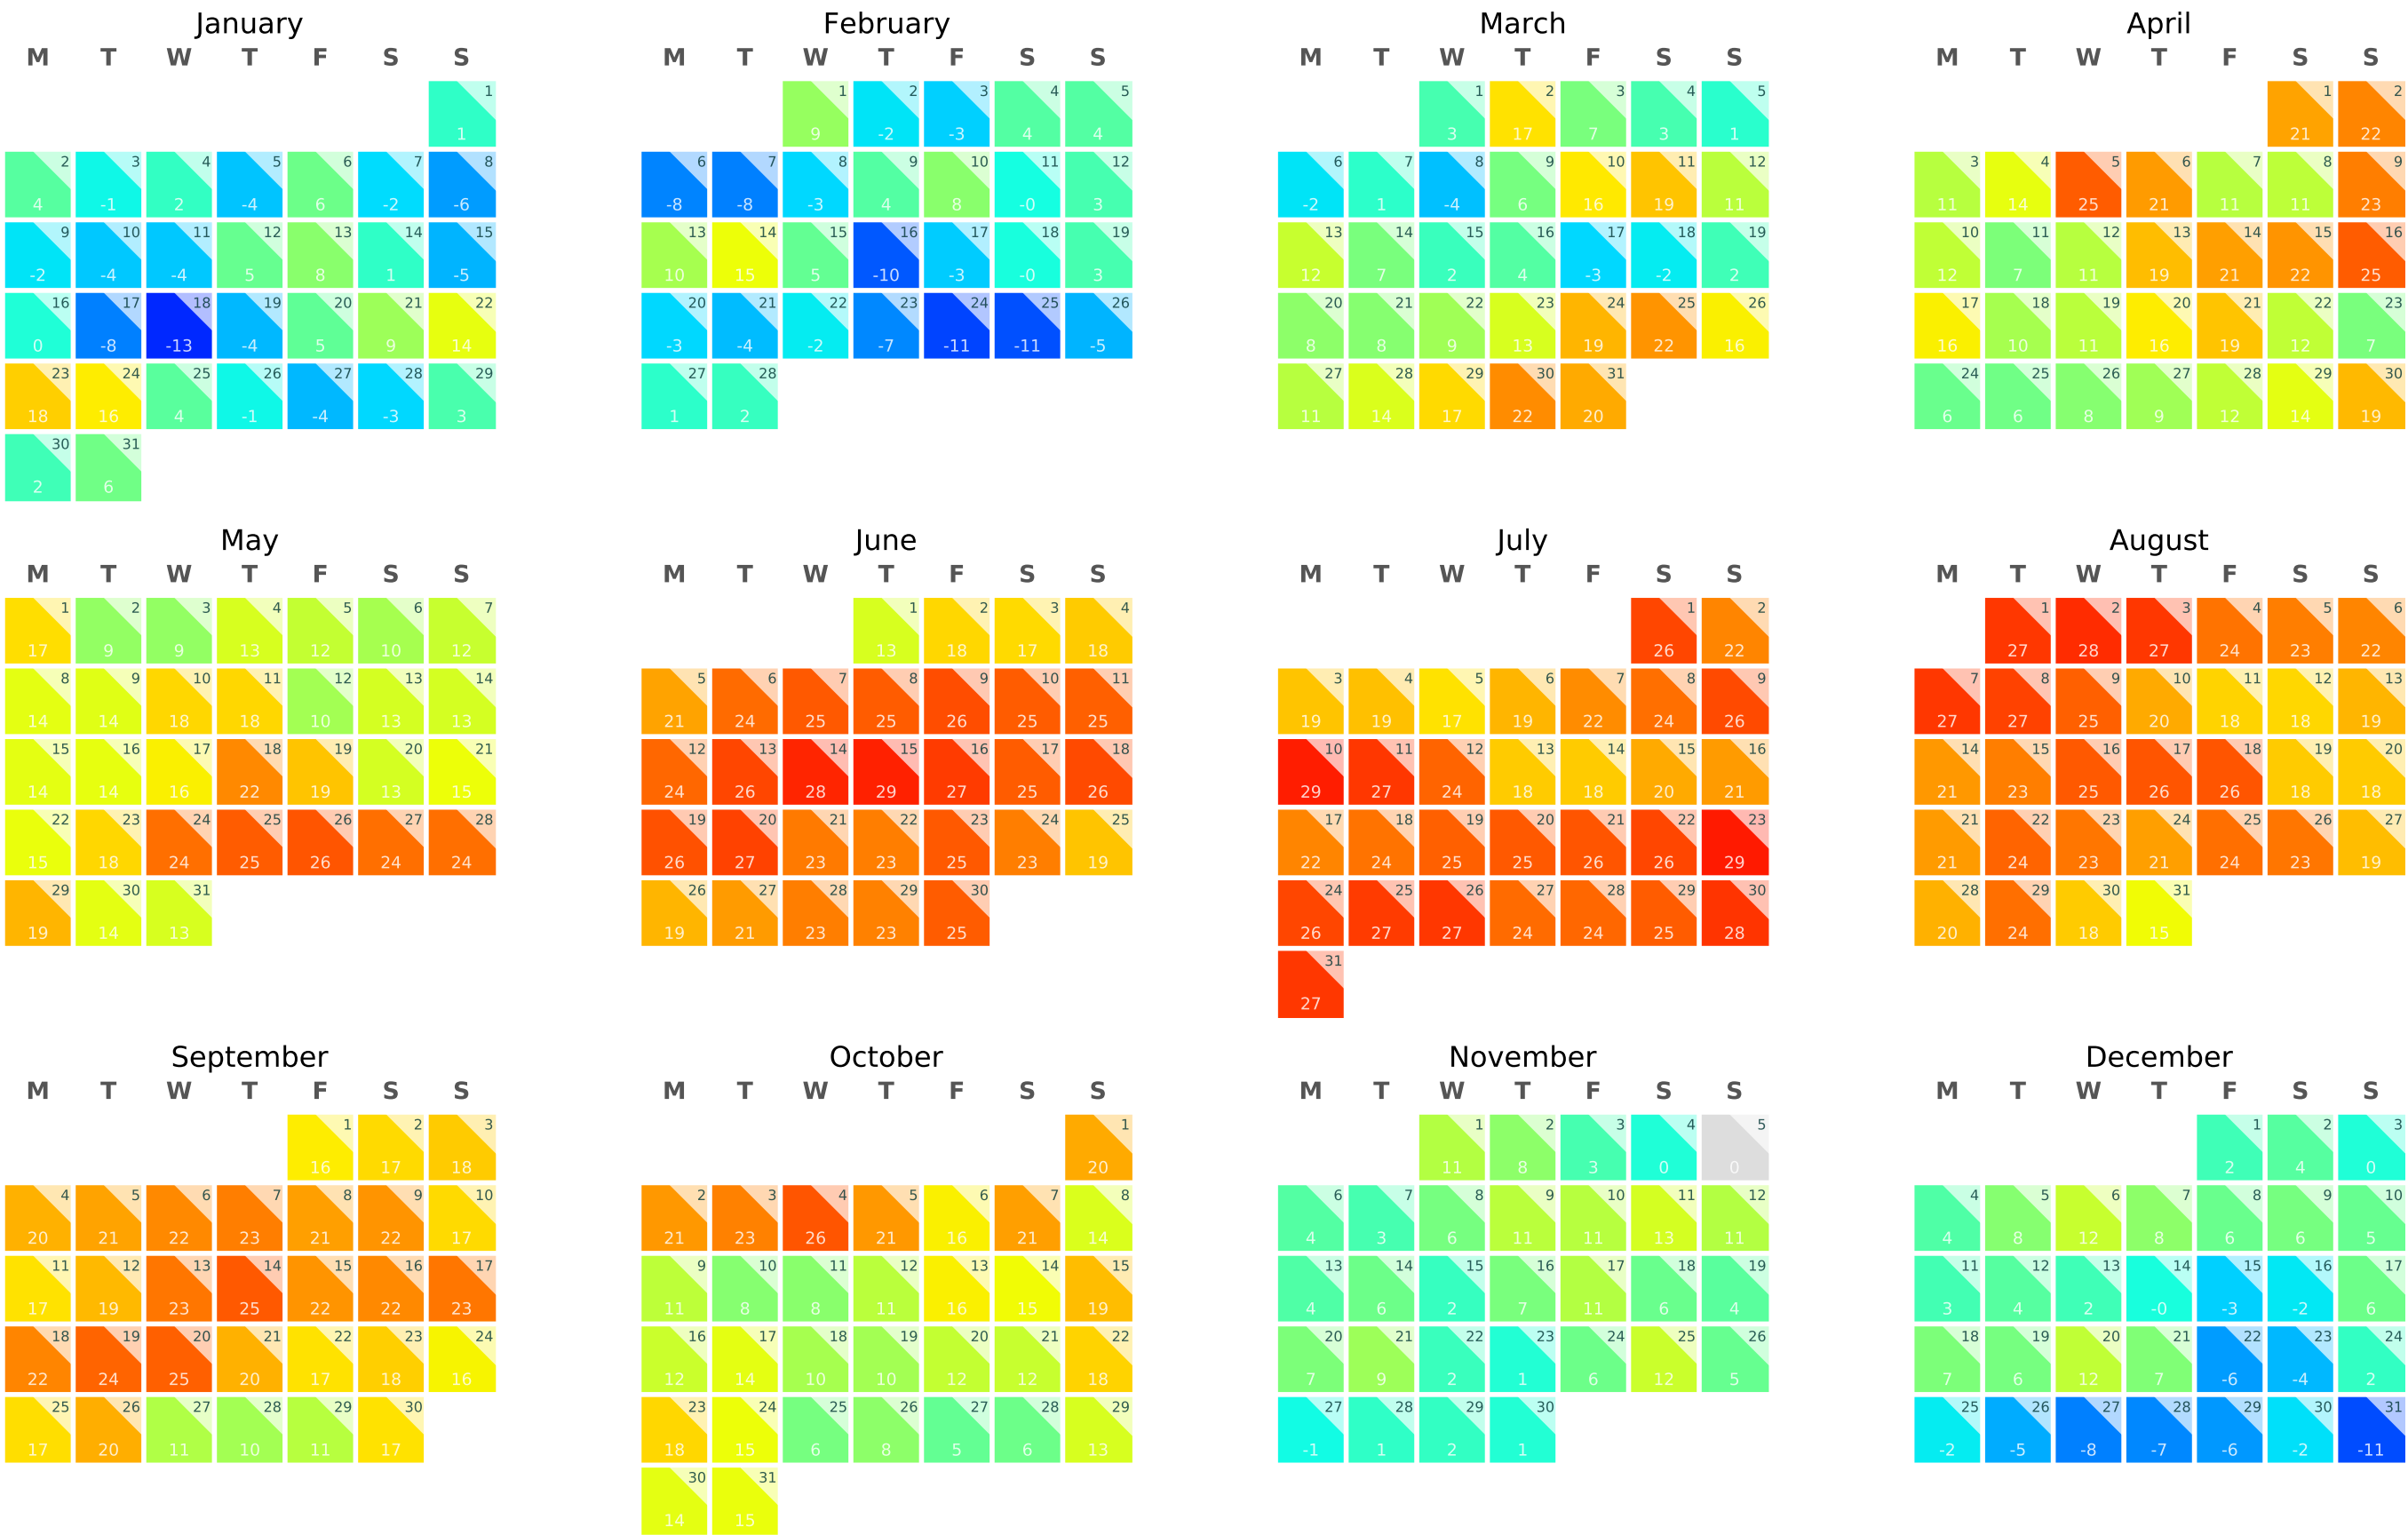 January February March April
M T W T F S S M T W T F S S M T W T F S S M T W T F S S
1 1 2 3 4 5 1 2 3 4 5 1 2
1 9 -2 -3 4 4 3 17 7 3 1 21 22
2 3 4 5 6 7 8 6 7 8 9 10 11 12 6 7 8 9 10 11 12 3 4 5 6 7 8 9
4 -1 2 -4 6 -2 -6 -8 -8 -3 4 8 -0 3 -2 1 -4 6 16 19 11 11 14 25 21 11 11 23
9 10 11 12 13 14 15 13 14 15 16 17 18 19 13 14 15 16 17 18 19 10 11 12 13 14 15 16
-2 -4 -4 5 8 1 -5 10 15 5 -10 -3 -0 3 12 7 2 4 -3 -2 2 12 7 11 19 21 22 25
16 17 18 19 20 21 22 20 21 22 23 24 25 26 20 21 22 23 24 25 26 17 18 19 20 21 22 23
0 -8 -13 -4 5 9 14 -3 -4 -2 -7 -11 -11 -5 8 8 9 13 19 22 16 16 10 11 16 19 12 7
23 24 25 26 27 28 29 27 28 27 28 29 30 31 24 25 26 27 28 29 30
18 16 4 -1 -4 -3 3 1 2 11 14 17 22 20 6 6 8 9 12 14 19
30 31
2 6
May June July August
M T W T F S S M T W T F S S M T W T F S S M T W T F S S
1 2 3 4 5 6 7 1 2 3 4 1 2 1 2 3 4 5 6
17 9 9 13 12 10 12 13 18 17 18 26 22 27 28 27 24 23 22
8 9 10 11 12 13 14 5 6 7 8 9 10 11 3 4 5 6 7 8 9 7 8 9 10 11 12 13
14 14 18 18 10 13 13 21 24 25 25 26 25 25 19 19 17 19 22 24 26 27 27 25 20 18 18 19
15 16 17 18 19 20 21 12 13 14 15 16 17 18 10 11 12 13 14 15 16 14 15 16 17 18 19 20
14 14 16 22 19 13 15 24 26 28 29 27 25 26 29 27 24 18 18 20 21 21 23 25 26 26 18 18
22 23 24 25 26 27 28 19 20 21 22 23 24 25 17 18 19 20 21 22 23 21 22 23 24 25 26 27
15 18 24 25 26 24 24 26 27 23 23 25 23 19 22 24 25 25 26 26 29 21 24 23 21 24 23 19
29 30 31 26 27 28 29 30 24 25 26 27 28 29 30 28 29 30 31
19 14 13 19 21 23 23 25 26 27 27 24 24 25 28 20 24 18 15
31
27
September October November December
M T W T F S S M T W T F S S M T W T F S S M T W T F S S
1 2 3 1 1 2 3 4 5 1 2 3
16 17 18 20 11 8 3 0 0 2 4 0
4 5 6 7 8 9 10 2 3 4 5 6 7 8 6 7 8 9 10 11 12 4 5 6 7 8 9 10
20 21 22 23 21 22 17 21 23 26 21 16 21 14 4 3 6 11 11 13 11 4 8 12 8 6 6 5
11 12 13 14 15 16 17 9 10 11 12 13 14 15 13 14 15 16 17 18 19 11 12 13 14 15 16 17
17 19 23 25 22 22 23 11 8 8 11 16 15 19 4 6 2 7 11 6 4 3 4 2 -0 -3 -2 6
18 19 20 21 22 23 24 16 17 18 19 20 21 22 20 21 22 23 24 25 26 18 19 20 21 22 23 24
22 24 25 20 17 18 16 12 14 10 10 12 12 18 7 9 2 1 6 12 5 7 6 12 7 -6 -4 2
25 26 27 28 29 30 23 24 25 26 27 28 29 27 28 29 30 25 26 27 28 29 30 31
17 20 11 10 11 17 18 15 6 8 5 6 13 -1 1 2 1 -2 -5 -8 -7 -6 -2 -11
30 31
14 15